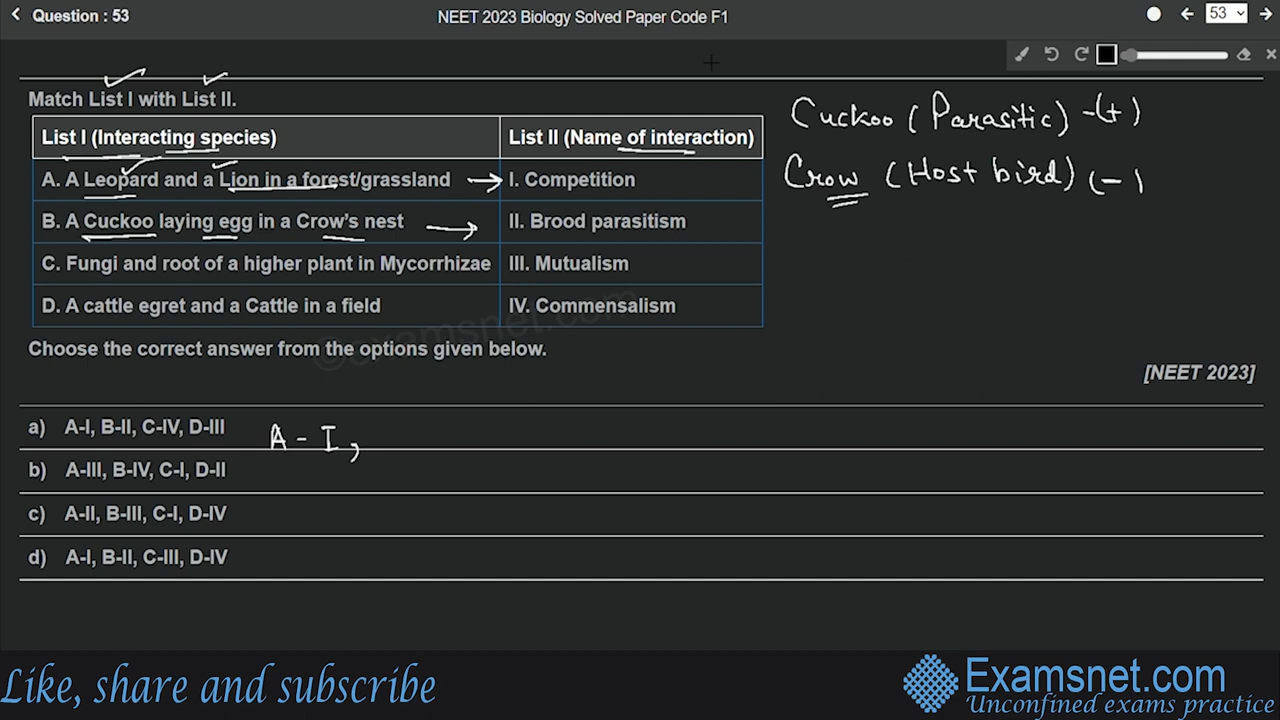 Question : 53
NEET 2023 Biology Solved Paper Code F1
53
Match List I with List II.
List I (Interacting species) List II (Name of interaction)
A. A Leopard and a Lion in a forest/grassland I. Competition
B. A Cuckoo laying egg in a Crow's nest II. Brood parasitism
C. Fungi and root of a higher plant in Mycorrhizae III. Mutualism
D. A cattle egret and a Cattle in a field IV. Commensalism
Cuckoo (Parasitic) -(+)
Crow (Host bird) (-)
©examsnet.com
Choose the correct answer from the options given below.
[NEET 2023]
a) A-I, B-II, C-IV, D-III
A - I,
b) A-III, B-IV, C-I, D-II
c) A-II, B-III, C-I, D-IV
d) A-I, B-II, C-III, D-IV
Like, share and subscribe
Examsnet.com
Unconfined exams practice